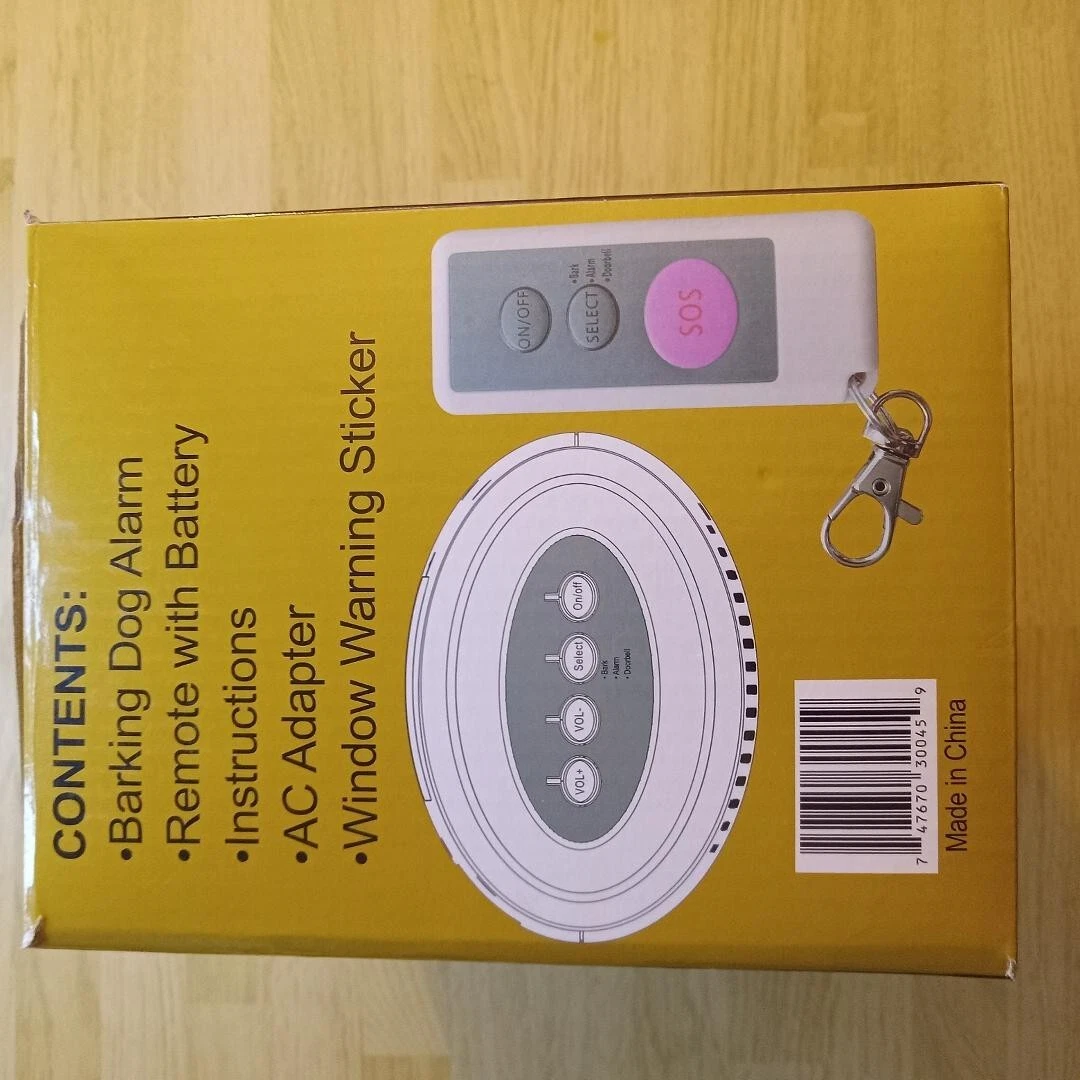 CONTENTS:
•Barking Dog Alarm
•Remote with Battery
•Instructions
•AC Adapter
•Window Warning Sticker
ON/OFF
SELECT
•Bark
•Alarm
•Doorbell
SOS
VOL+
VOL-
Select
On/off
•Bark
•Alarm
•Doorbell
7 47670 30045 9
Made in China